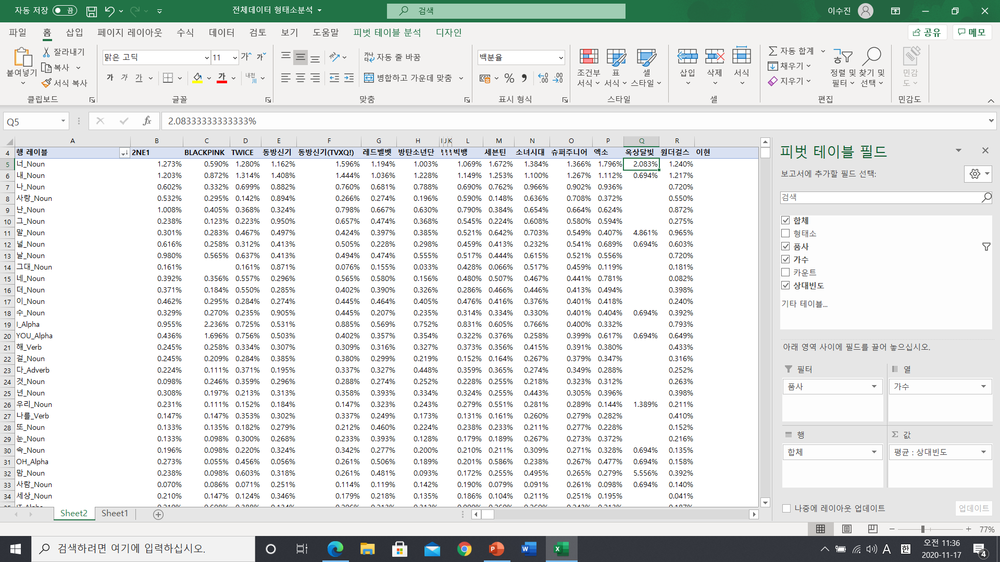 자동 저장 끔 전체데이터 형태소분석 검색 이수진
파일 홈 삽입 페이지 레이아웃 수식 데이터 검토 보기 도움말 피벗 테이블 분석 디자인 공유 메모
붙여넣기 잘라내기 복사 서식 복사 클립보드
맑은 고딕 11 가 가 가 가 간 가 내천 글꼴
가나 자동 줄 바꿈 병합하고 가운데 맞춤 맞춤
백분율 % 표시 형식
조건부 서식 표 서식 셀 스타일 스타일
삽입 삭제 서식 셀
자동 합계 채우기 지우기 정렬 및 필터 찾기 및 선택 편집
민감도 민감도
Q5 fx 2.08333333333333%
A B C D E F G H I J K L M N O P Q R
4 행 레이블 2NE1 BLACKPINK TWICE 동방신기 동방신기(TVXQ!) 레드벨벳 방탄소년단 빅뱅 세븐틴 소녀시대 슈퍼주니어 엑소 옥상달빛 원더걸스 이현
5 너_Noun 1.273% 0.590% 1.280% 1.162% 1.596% 1.194% 1.003% 1.069% 1.672% 1.384% 1.366% 1.796% 2.083% 1.240%
6 내_Noun 1.203% 0.872% 1.314% 1.408% 1.444% 1.036% 1.228% 1.149% 1.253% 1.100% 1.267% 1.112% 0.694% 1.217%
7 나_Noun 0.602% 0.332% 0.699% 0.882% 0.760% 0.681% 0.788% 0.690% 0.762% 0.966% 0.902% 0.936% 0.720%
8 사랑_Noun 0.532% 0.295% 0.142% 0.894% 0.266% 0.274% 0.196% 0.590% 0.148% 0.636% 0.708% 0.372% 0.550%
9 난_Noun 1.008% 0.405% 0.368% 0.324% 0.798% 0.667% 0.630% 0.790% 0.384% 0.654% 0.664% 0.624% 0.872%
10 그_Noun 0.238% 0.123% 0.223% 0.950% 0.657% 0.474% 0.368% 0.545% 0.224% 0.608% 0.580% 0.594% 0.275%
11 말_Noun 0.301% 0.283% 0.467% 0.497% 0.424% 0.397% 0.385% 0.521% 0.642% 0.703% 0.549% 0.407% 4.861% 0.965%
12 널_Noun 0.616% 0.258% 0.312% 0.413% 0.505% 0.228% 0.298% 0.459% 0.413% 0.232% 0.541% 0.689% 0.694% 0.603%
13 날_Noun 0.980% 0.565% 0.637% 0.413% 0.494% 0.474% 0.555% 0.517% 0.444% 0.615% 0.521% 0.556% 0.720%
14 그대_Noun 0.161% 0.161% 0.871% 0.076% 0.155% 0.033% 0.428% 0.066% 0.517% 0.459% 0.119% 0.181%
15 네_Noun 0.392% 0.356% 0.557% 0.296% 0.565% 0.580% 0.156% 0.480% 0.507% 0.467% 0.441% 0.781% 0.082%
16 더_Noun 0.371% 0.184% 0.550% 0.285% 0.402% 0.390% 0.326% 0.286% 0.466% 0.446% 0.413% 0.494% 0.398%
17 이_Noun 0.462% 0.295% 0.284% 0.274% 0.445% 0.464% 0.405% 0.476% 0.416% 0.376% 0.401% 0.418% 0.240%
18 수_Noun 0.329% 0.270% 0.235% 0.905% 0.445% 0.207% 0.235% 0.314% 0.334% 0.330% 0.401% 0.404% 0.694% 0.392%
19 I_Alpha 0.955% 2.236% 0.725% 0.531% 0.885% 0.569% 0.752% 0.831% 0.605% 0.766% 0.400% 0.332% 0.793%
20 YOU_Alpha 0.436% 1.696% 0.756% 0.503% 0.402% 0.357% 0.354% 0.322% 0.376% 0.258% 0.399% 0.617% 0.694% 0.649%
21 해_Verb 0.245% 0.258% 0.334% 0.307% 0.309% 0.316% 0.327% 0.373% 0.356% 0.415% 0.391% 0.380% 0.433%
22 걸_Noun 0.245% 0.209% 0.284% 0.385% 0.380% 0.299% 0.219% 0.152% 0.164% 0.267% 0.379% 0.347% 0.316%
23 다_Adverb 0.224% 0.111% 0.371% 0.195% 0.337% 0.327% 0.448% 0.359% 0.365% 0.274% 0.349% 0.288% 0.252%
24 것_Noun 0.098% 0.246% 0.359% 0.296% 0.288% 0.274% 0.252% 0.228% 0.255% 0.218% 0.323% 0.312% 0.263%
25 넌_Noun 0.308% 0.197% 0.213% 0.313% 0.358% 0.393% 0.334% 0.324% 0.255% 0.443% 0.305% 0.396% 0.398%
26 우리_Noun 0.231% 0.111% 0.152% 0.184% 0.147% 0.323% 0.243% 0.279% 0.551% 0.281% 0.289% 0.144% 1.389% 0.211%
27 나를_Verb 0.147% 0.147% 0.353% 0.302% 0.337% 0.249% 0.173% 0.131% 0.161% 0.260% 0.279% 0.282% 0.410%
28 또_Noun 0.133% 0.135% 0.182% 0.279% 0.212% 0.460% 0.224% 0.238% 0.233% 0.211% 0.277% 0.228% 0.152%
29 눈_Noun 0.133% 0.098% 0.300% 0.268% 0.233% 0.393% 0.128% 0.179% 0.189% 0.267% 0.273% 0.372% 0.216%
30 속_Noun 0.196% 0.098% 0.220% 0.324% 0.342% 0.277% 0.200% 0.210% 0.211% 0.309% 0.271% 0.328% 0.694% 0.135%
31 OH_Alpha 0.273% 0.055% 0.456% 0.056% 0.261% 0.506% 0.189% 0.201% 0.586% 0.238% 0.267% 0.477% 0.694% 0.158%
32 맘_Noun 0.238% 0.098% 0.603% 0.318% 0.261% 0.481% 0.093% 0.172% 0.255% 0.495% 0.265% 0.279% 5.556% 0.392%
33 사람_Noun 0.070% 0.086% 0.071% 0.251% 0.114% 0.119% 0.142% 0.190% 0.079% 0.091% 0.261% 0.098% 0.694% 0.140%
34 세상_Noun 0.210% 0.147% 0.124% 0.346% 0.179% 0.218% 0.135% 0.186% 0.104% 0.211% 0.251% 0.195% 0.041%
Sheet2 Sheet1
피벗 테이블 필드
보고서에 추가할 필드 선택:
검색
합체
형태소
품사
가수
카운트
상대빈도
기타 테이블...
아래 영역 사이에 필드를 끌어 놓으십시오.
필터 열
품사 가수
행 Σ 값
합체 평균 : 상대빈도
나중에 레이아웃 업데이트 업데이트
77%
검색하려면 여기에 입력하십시오. A 한 오전 11:36
2020-11-17 4